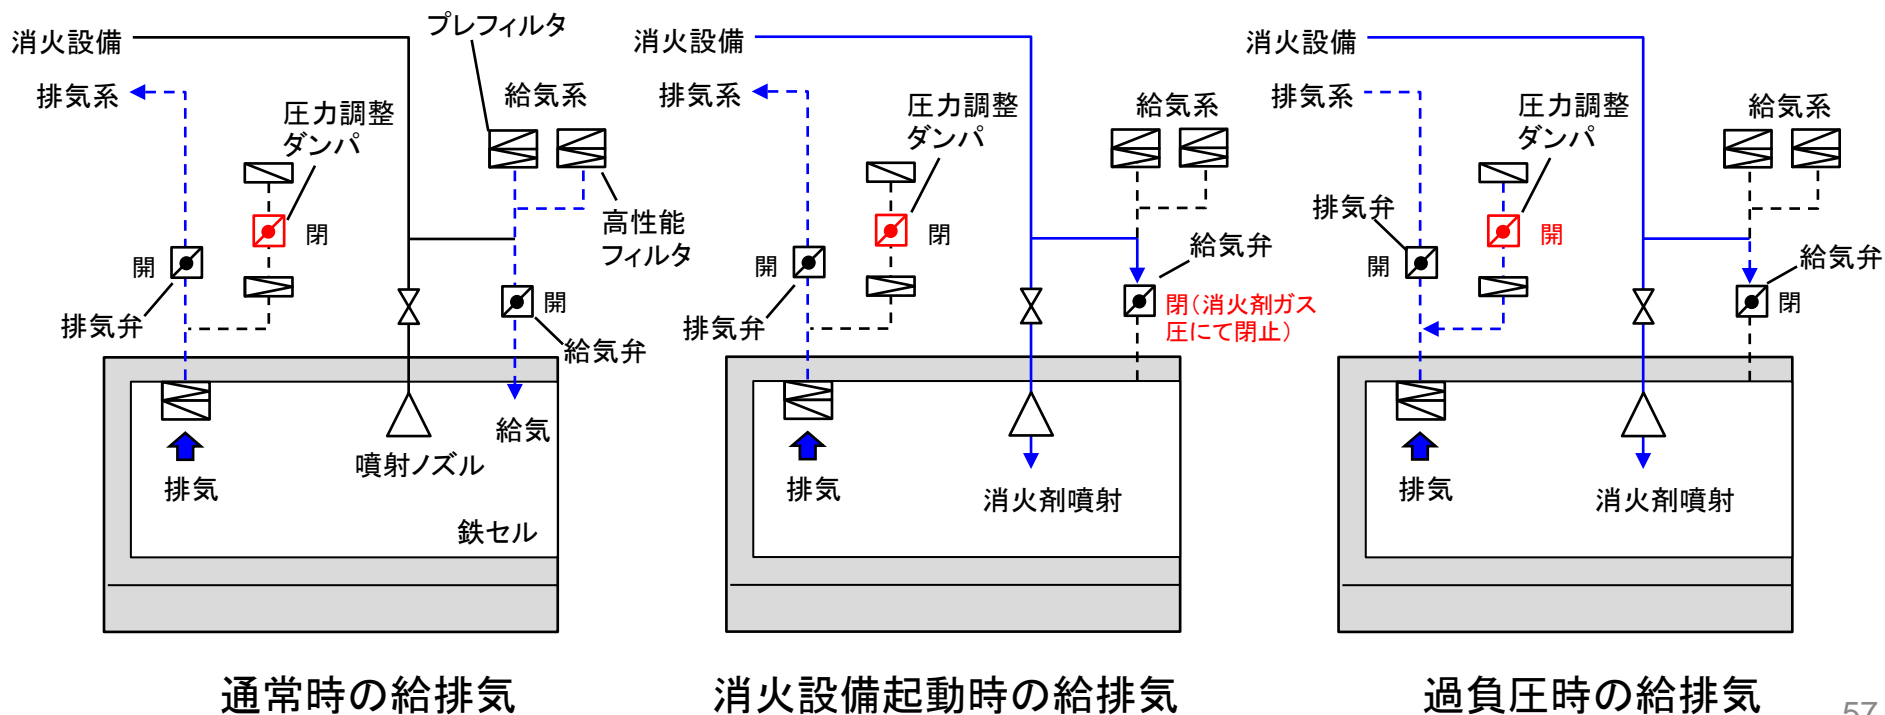 消火設備
排気系
プレフィルタ
給気系
圧力調整
ダンパ
高性能
フィルタ
閉
開
排気弁
開
給気弁
給気
噴射ノズル
排気
鉄セル
通常時の給排気
消火設備
排気系
給気系
圧力調整
ダンパ
閉
開
排気弁
給気弁
閉(消火剤ガス
圧にて閉止)
排気
消火剤噴射
消火設備起動時の給排気
消火設備
排気系
給気系
圧力調整
ダンパ
排気弁
開
開
給気弁
閉
排気
消火剤噴射
過負圧時の給排気
57